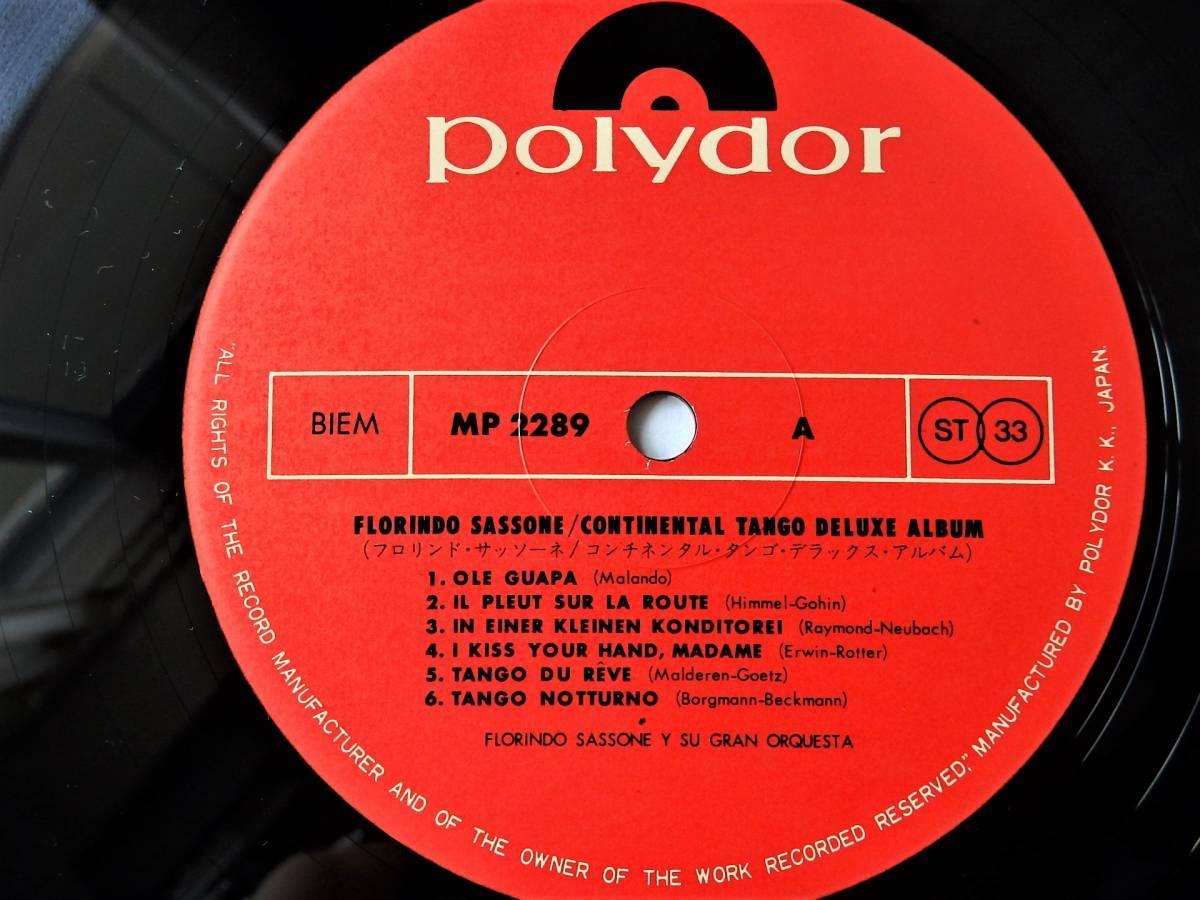 polydor
BIEM
MP 2289
A
ST 33
FLORINDO SASSONE/CONTINENTAL TANGO DELUXE ALBUM
(フロリンド・サッソーネ/コンチネンタル・タンゴ・デラックス・アルバム)
1. OLE GUAPA (Malando)
2. IL PLEUT SUR LA ROUTE (Himmel-Gohin)
3. IN EINER KLEINEN KONDITOREI (Raymond-Neubach)
4. I KISS YOUR HAND, MADAME (Erwin-Rotter)
5. TANGO DU RÊVE (Malderen-Goetz)
6. TANGO NOTTURNO (Borgmann-Beckmann)
FLORINDO SASSONE Y SU GRAN ORQUESTA
"ALL RIGHTS OF THE RECORD MANUFACTURER AND OF THE OWNER OF THE WORK RECORDED RESERVED," MANUFACTURED BY POLYDOR K.K., JAPAN.